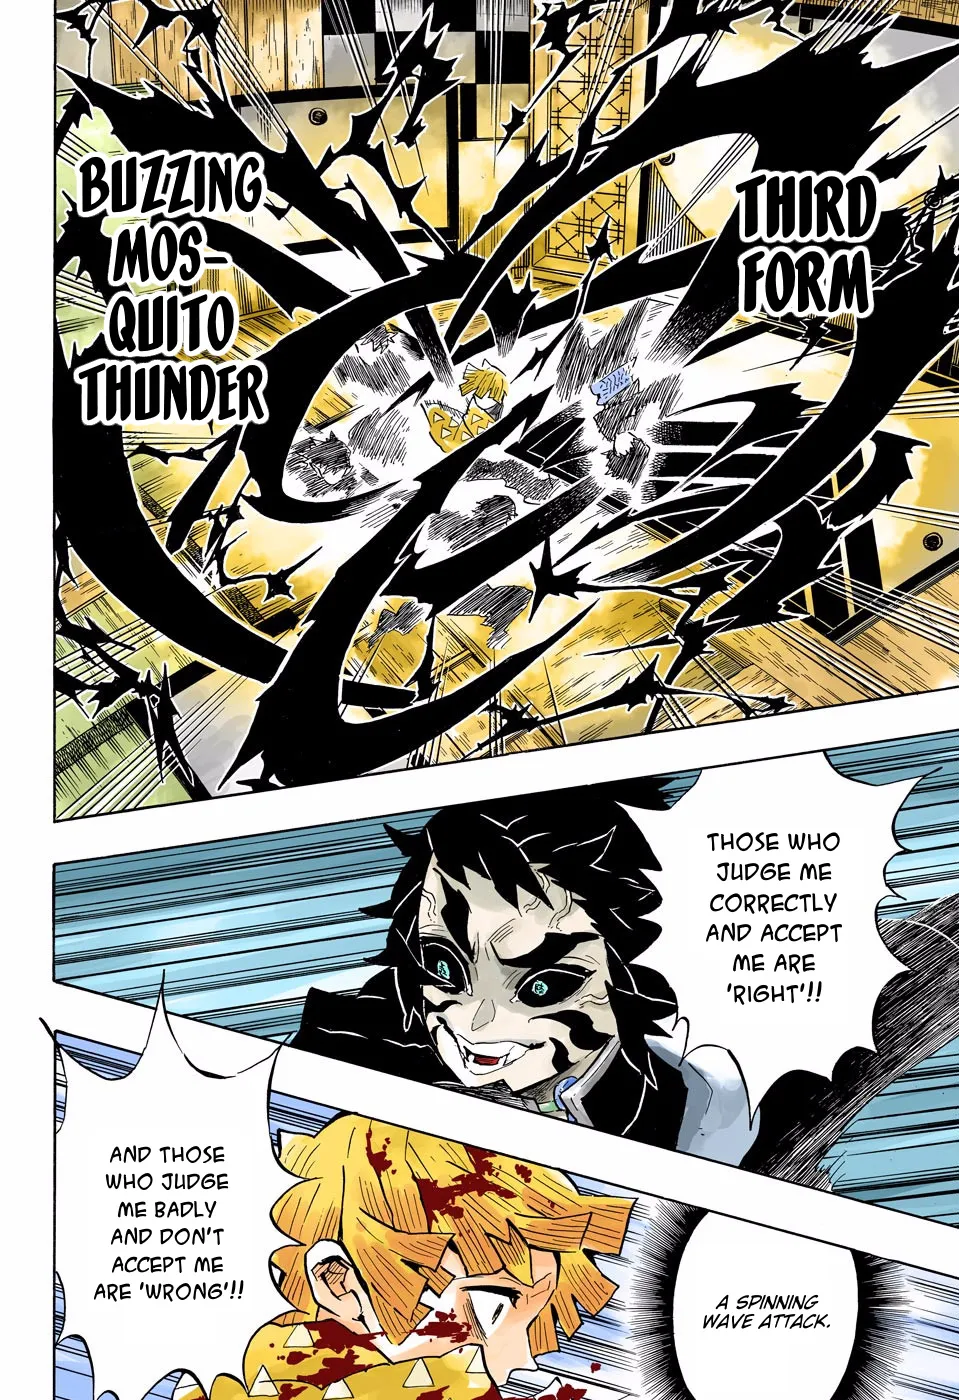 THIRD
FORM
BUZZING
MOS-
QUITO
THUNDER
THOSE WHO
JUDGE ME
CORRECTLY
AND ACCEPT
ME ARE
'RIGHT'!!
AND THOSE
WHO JUDGE
ME BADLY
AND DON'T
ACCEPT ME
ARE 'WRONG'!!
A SPINNING
WAVE ATTACK.